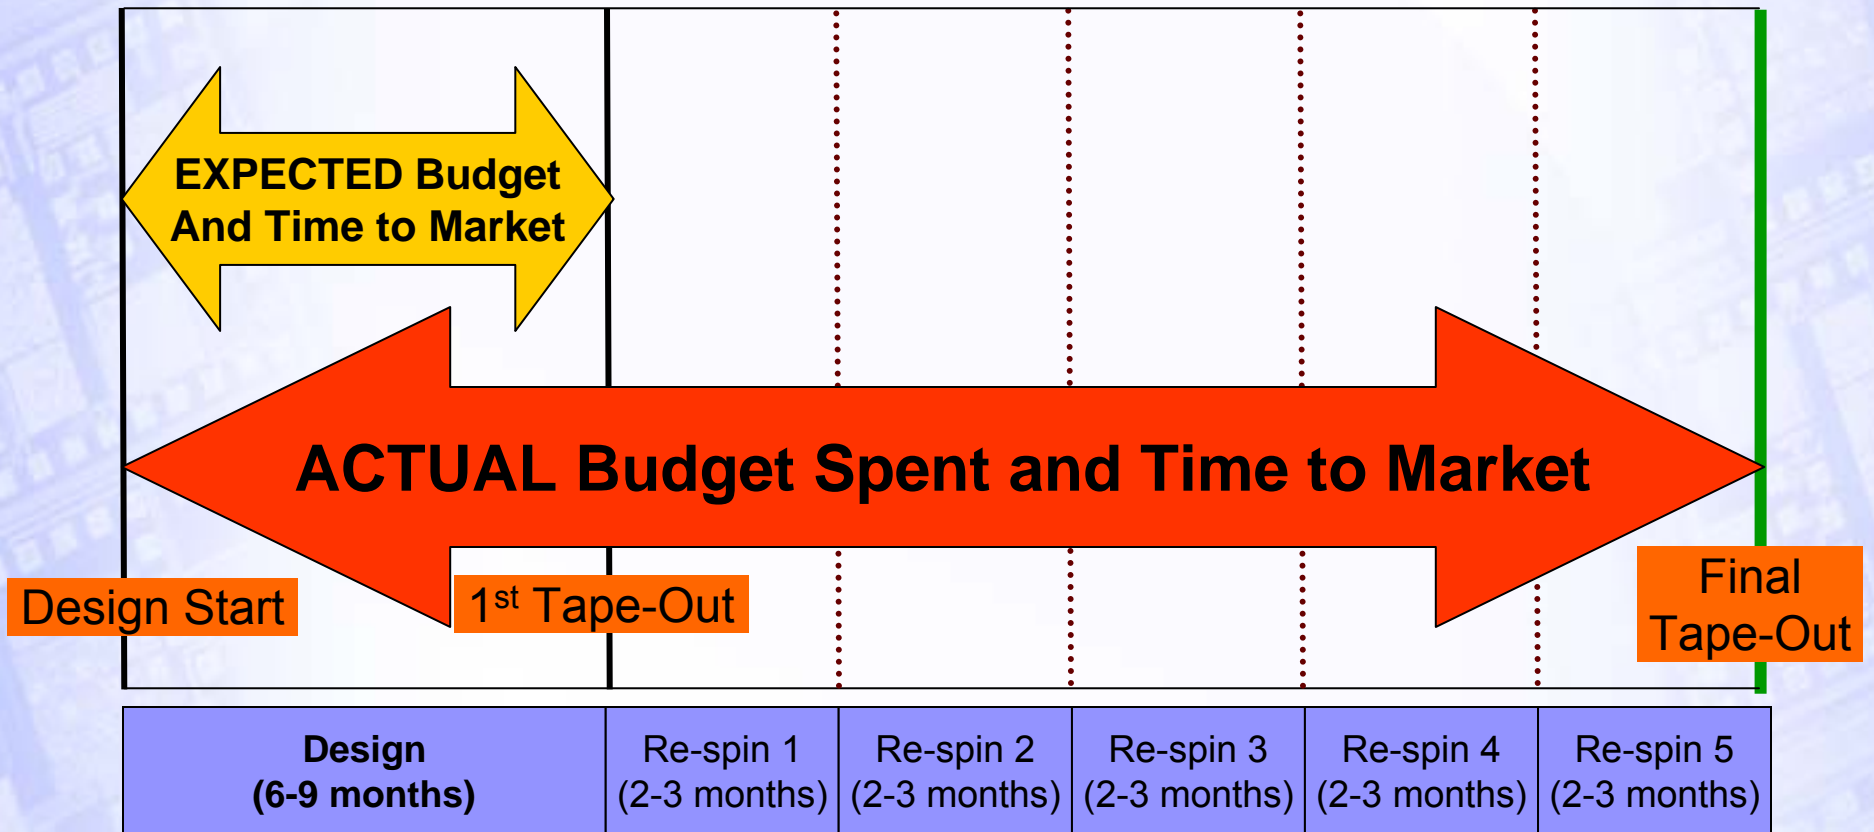 EXPECTED Budget
And Time to Market
ACTUAL Budget Spent and Time to Market
Design Start
1st Tape-Out
Final
Tape-Out
Design
(6-9 months)
Re-spin 1
(2-3 months)
Re-spin 2
(2-3 months)
Re-spin 3
(2-3 months)
Re-spin 4
(2-3 months)
Re-spin 5
(2-3 months)